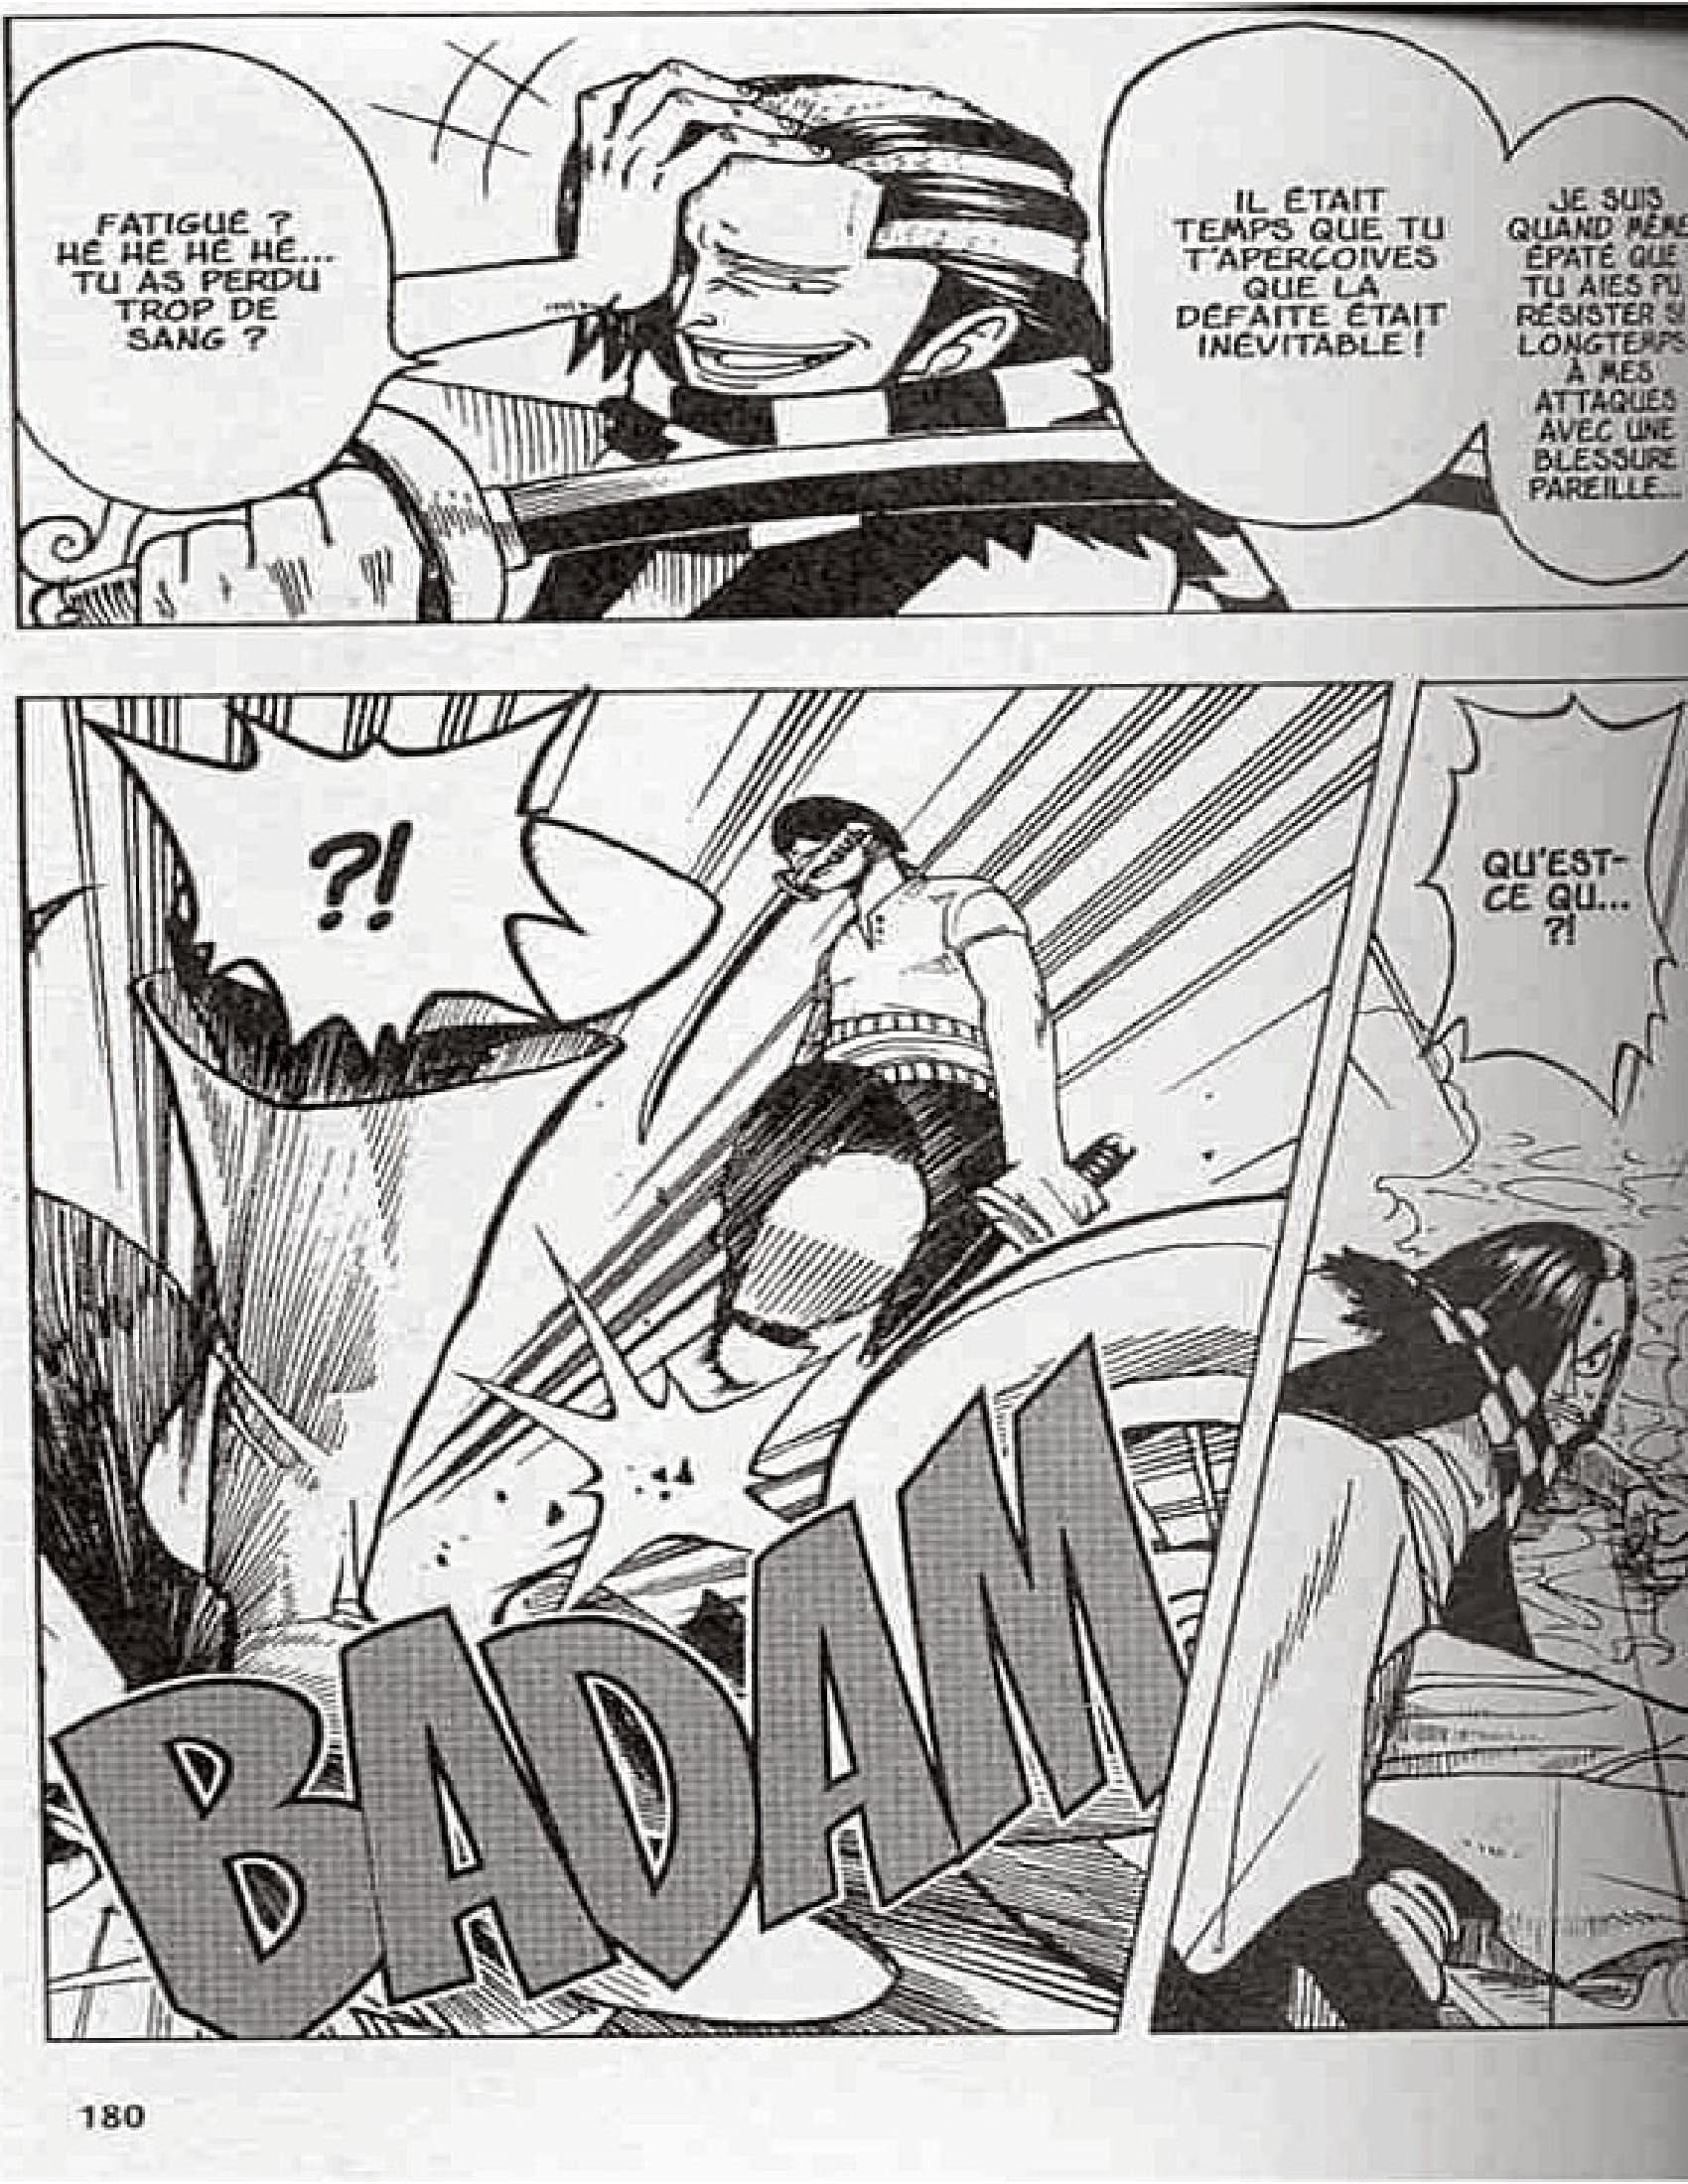 JE SUIS
QUAND MÊME
ÉPATÉ QUE
TU AIES PU
RÉSISTER SI
LONGTEMPS
À MES
ATTAQUES
AVEC UNE
BLESSURE
PAREILLE...
IL ÉTAIT
TEMPS QUE TU
T'APERÇOIVES
QUE LA
DÉFAITE ÉTAIT
INÉVITABLE !
FATIGUÉ ?
HÉ HÉ HÉ HÉ...
TU AS PERDU
TROP DE
SANG ?
QU'EST-
CE QU...
?!
?!
BADAM
180